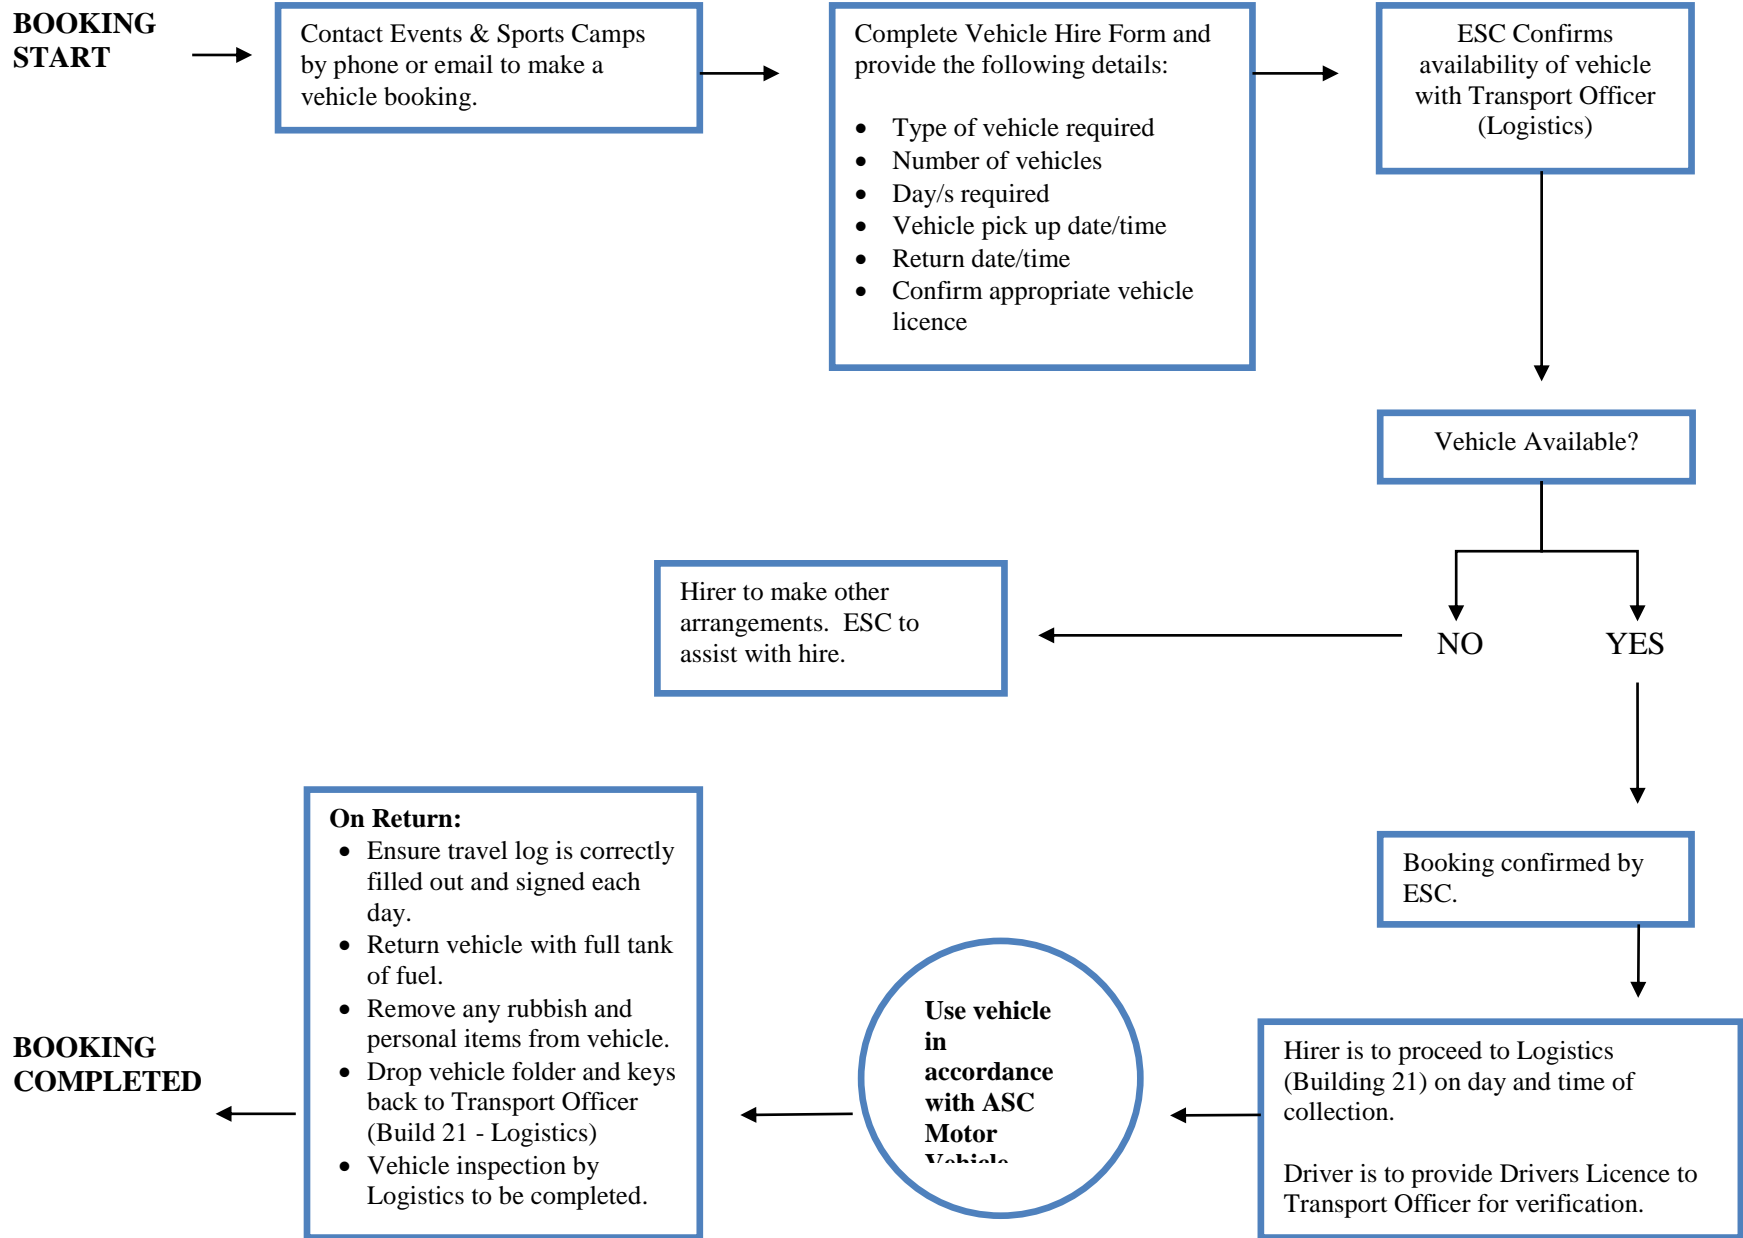 BOOKING
START
Contact Events & Sports Camps
by phone or email to make a
vehicle booking.
Complete Vehicle Hire Form and
provide the following details:
• Type of vehicle required
• Number of vehicles
• Day/s required
• Vehicle pick up date/time
• Return date/time
• Confirm appropriate vehicle
licence
ESC Confirms
availability of vehicle
with Transport Officer
(Logistics)
Vehicle Available?
NO
YES
Hirer to make other
arrangements.  ESC to
assist with hire.
Booking confirmed by
ESC.
Hirer is to proceed to Logistics
(Building 21) on day and time of
collection.
Driver is to provide Drivers Licence to
Transport Officer for verification.
Use vehicle
in
accordance
with ASC
Motor
Vehicle
On Return:
• Ensure travel log is correctly
filled out and signed each
day.
• Return vehicle with full tank
of fuel.
• Remove any rubbish and
personal items from vehicle.
• Drop vehicle folder and keys
back to Transport Officer
(Build 21 - Logistics)
• Vehicle inspection by
Logistics to be completed.
BOOKING
COMPLETED